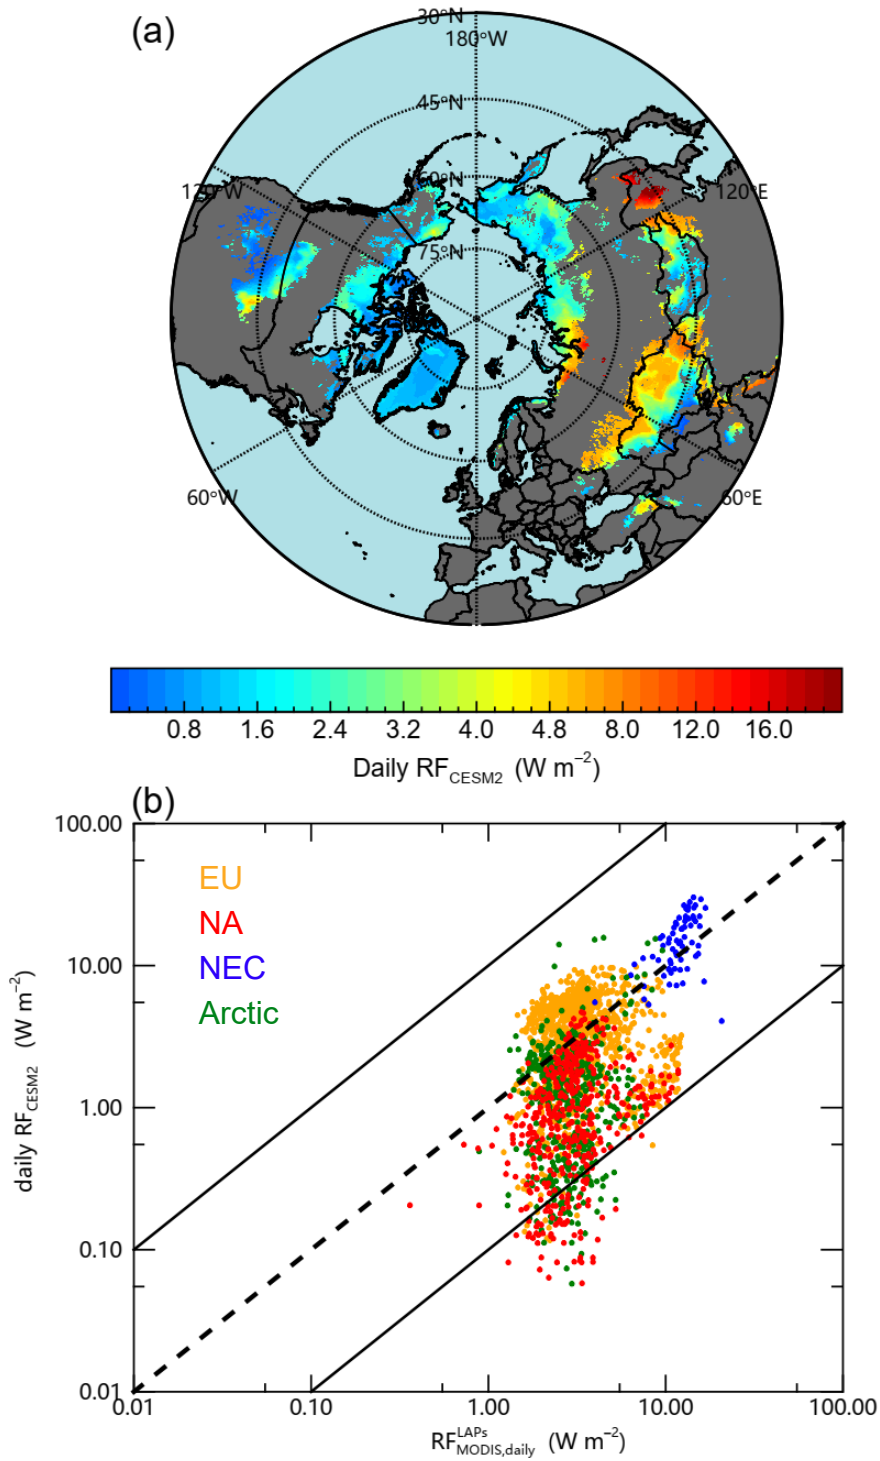 (a)
30°N
180°W
45°N
60°N
120°W
120°E
75°N
60°W
60°E
0.8 1.6 2.4 3.2 4.0 4.8 8.0 12.0 16.0
Daily RF_CESM2 (W m⁻²)
(b)
100.00
EU
NA
NEC
Arctic
10.00
1.00
0.10
0.01
daily RF_CESM2 (W m⁻²)
0.01 0.10 1.00 10.00 100.00
RF^LAPs_MODIS,daily (W m⁻²)